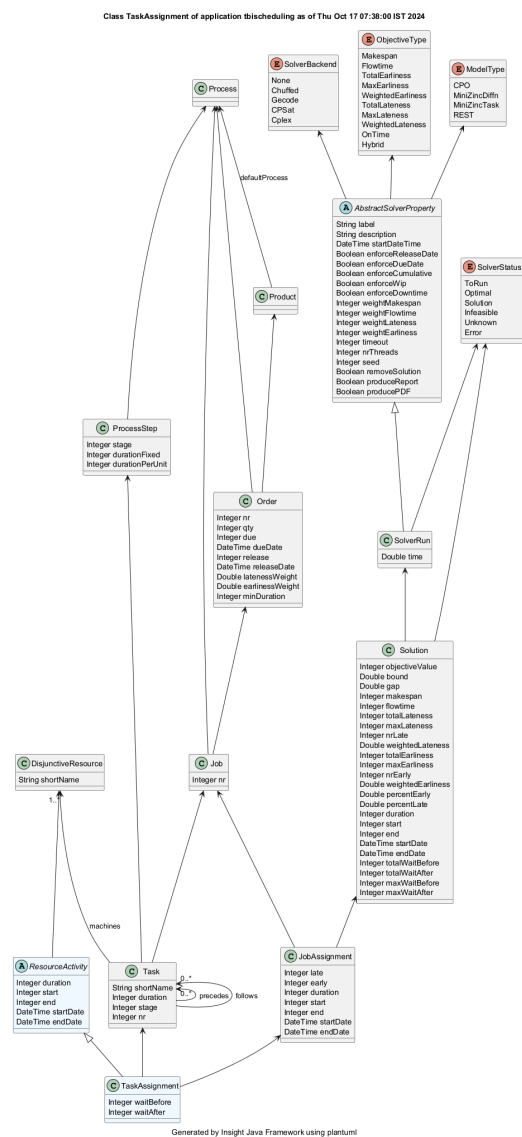 Class TaskAssignment of application tbischeduling as of Thu Oct 17 07:38:00 IST 2024
E ObjectiveType
Makespan
Flowtime
TotalEarliness
MaxEarliness
WeightedEarliness
TotalLateness
MaxLateness
WeightedLateness
OnTime
Hybrid
E SolverBackend
None
Chuffed
Gecode
CPSat
Cplex
E ModelType
CPO
MiniZincDiffn
MiniZincTask
REST
C Process
defaultProcess
A AbstractSolverProperty
String label
String description
DateTime startDateTime
Boolean enforceReleaseDate
Boolean enforceDueDate
Boolean enforceCumulative
Boolean enforceWip
Boolean enforceDowntime
Integer weightMakespan
Integer weightFlowtime
Integer weightLateness
Integer weightEarliness
Integer timeout
Integer nrThreads
Integer seed
Boolean removeSolution
Boolean produceReport
Boolean producePDF
E SolverStatus
ToRun
Optimal
Solution
Infeasible
Unknown
Error
C Product
C ProcessStep
Integer stage
Integer durationFixed
Integer durationPerUnit
C Order
Integer nr
Integer qty
Integer due
DateTime dueDate
Integer release
DateTime releaseDate
Double latenessWeight
Double earlinessWeight
Integer minDuration
C SolverRun
Double time
C Solution
Integer objectiveValue
Double bound
Double gap
Integer makespan
Integer flowtime
Integer totalLateness
Integer maxLateness
Integer nrLate
Double weightedLateness
Integer totalEarliness
Integer maxEarliness
Integer nrEarly
Double weightedEarliness
Double percentEarly
Double percentLate
Integer duration
Integer start
Integer end
DateTime startDate
DateTime endDate
Integer totalWaitBefore
Integer totalWaitAfter
Integer maxWaitBefore
Integer maxWaitAfter
C DisjunctiveResource
String shortName
1..*
C Job
Integer nr
machines
A ResourceActivity
Integer duration
Integer start
Integer end
DateTime startDate
DateTime endDate
C Task
String shortName
Integer duration
Integer stage
Integer nr
0..*
0..*
precedes
follows
C JobAssignment
Integer late
Integer early
Integer duration
Integer start
Integer end
DateTime startDate
DateTime endDate
C TaskAssignment
Integer waitBefore
Integer waitAfter
Generated by Insight Java Framework using plantuml